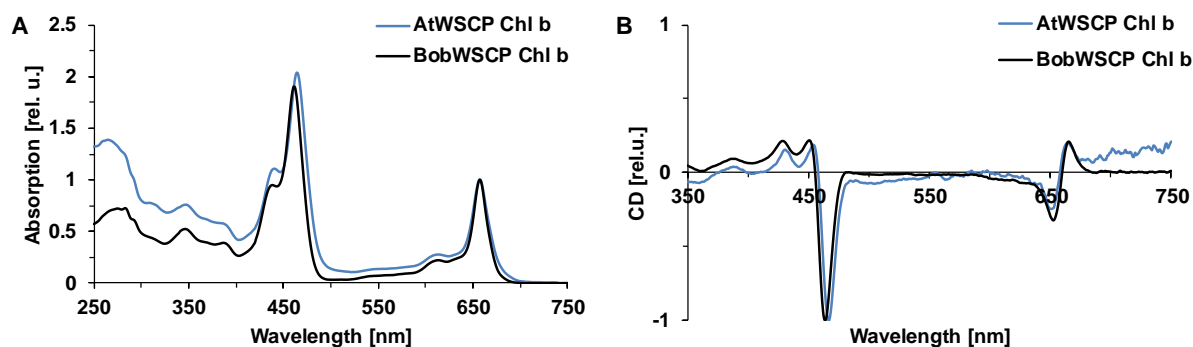 A
2.5
2
1.5
1
0.5
0
250
350
450
550
650
750
Absorption [rel. u.]
Wavelength [nm]
AtWSCP Chl b
BobWSCP Chl b
B
1
0
-1
350
450
550
650
750
CD [rel.u.]
Wavelength [nm]
AtWSCP Chl b
BobWSCP Chl b